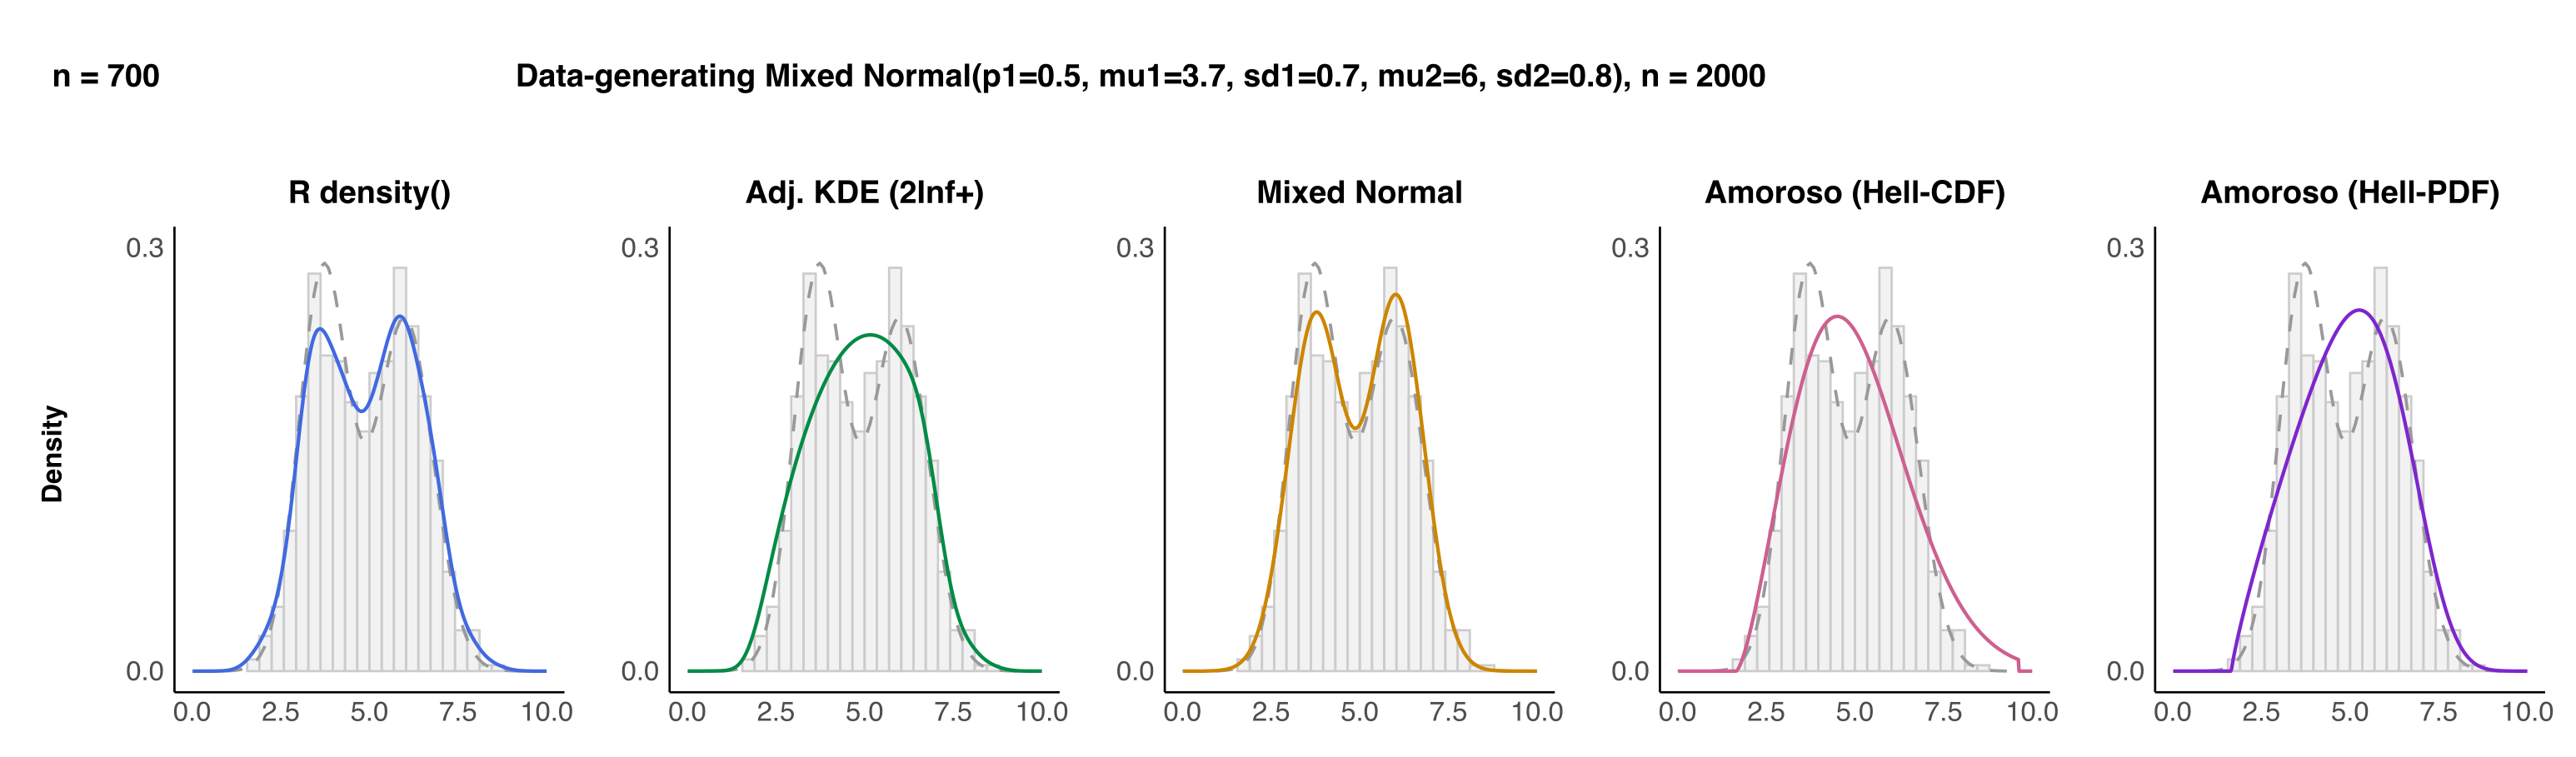 n = 700
Data-generating Mixed Normal(p1=0.5, mu1=3.7, sd1=0.7, mu2=6, sd2=0.8), n = 2000
R density()
Adj. KDE (2Inf+)
Mixed Normal
Amoroso (Hell-CDF)
Amoroso (Hell-PDF)
Density
0.3 0.3 0.3 0.3 0.3
0.0 0.0 0.0 0.0 0.0
0.0 2.5 5.0 7.5 10.0
0.0 2.5 5.0 7.5 10.0
0.0 2.5 5.0 7.5 10.0
0.0 2.5 5.0 7.5 10.0
0.0 2.5 5.0 7.5 10.0